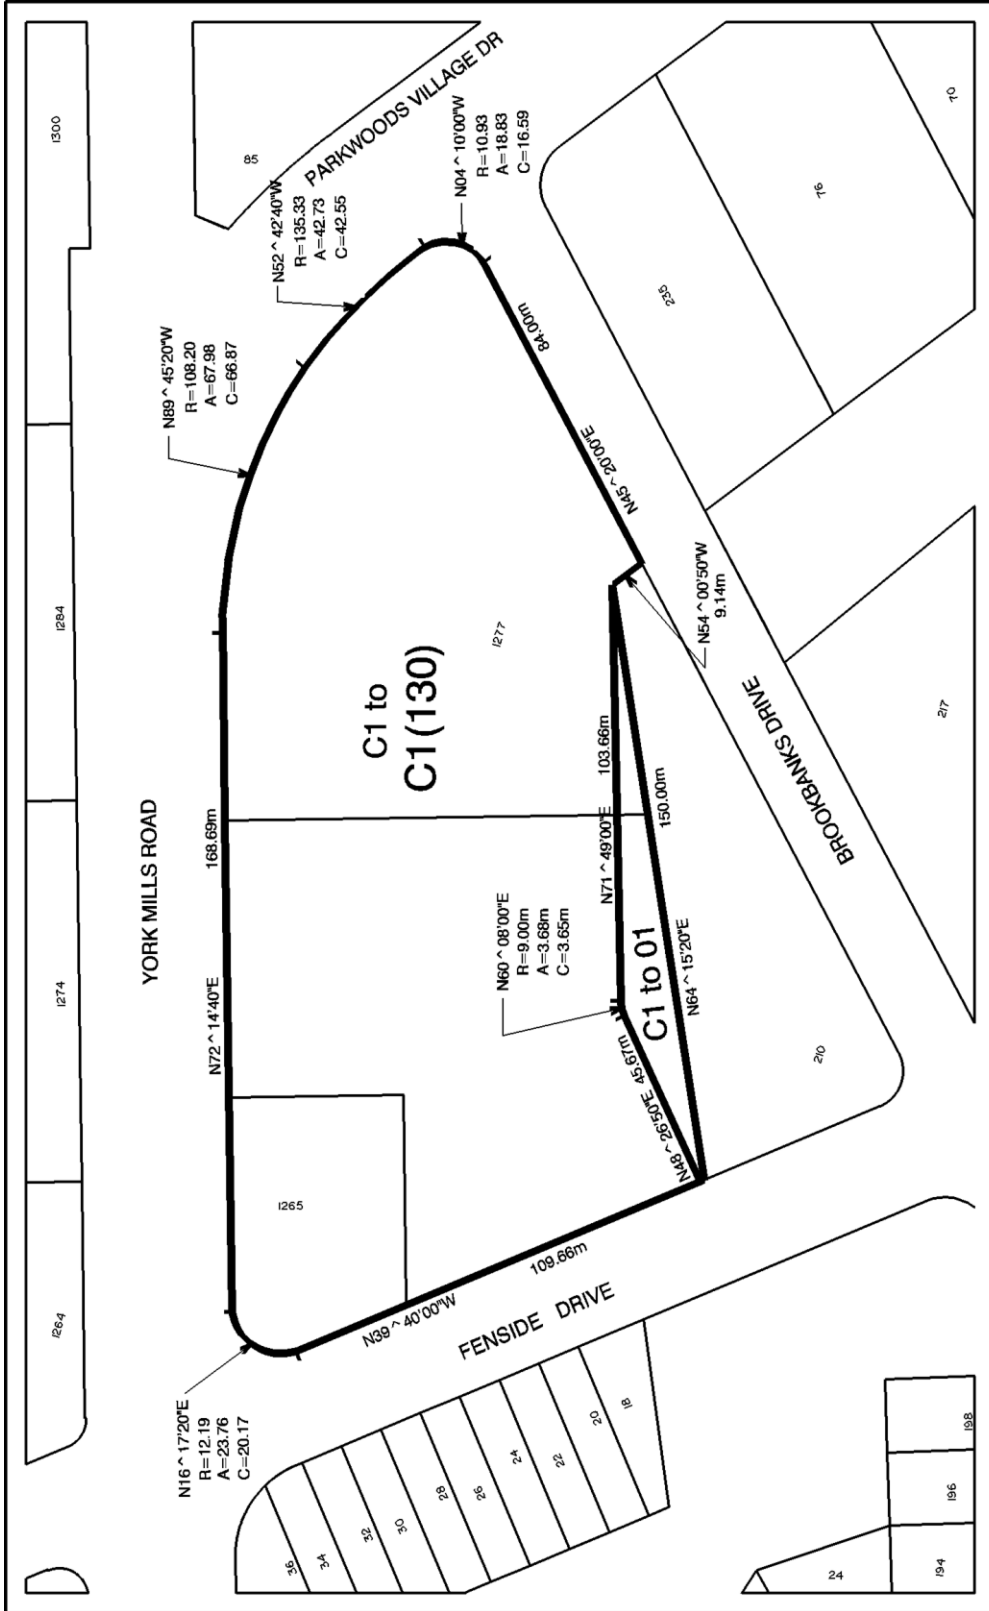 1300
1284
1274
1264
YORK MILLS ROAD
85
PARKWOODS VILLAGE DR
N16^17'20"E
R=12.19
A=23.76
C=20.17
N72^14'40"E
168.69m
N89^45'20"W
R=108.20
A=67.98
C=66.87
N52^42'40"W
R=135.33
A=42.73
C=42.55
N04^10'00"W
R=10.93
A=18.83
C=16.59
1265
C1 to
C1(130)
1277
N45^20'00"E
84.00m
N54^00'50"W
9.14m
N60^08'00"E
R=9.00m
A=3.68m
C=3.65m
N71^49'00"E
103.66m
C1 to 01
N48^26'50"E 45.67m
N64^15'20"E
150.00m
N39^40'00"W
109.66m
FENSIDE DRIVE
BROOKBANKS DRIVE
210
217
235
76
70
36
34
32
30
28
26
24
22
20
18
24
194
196
198